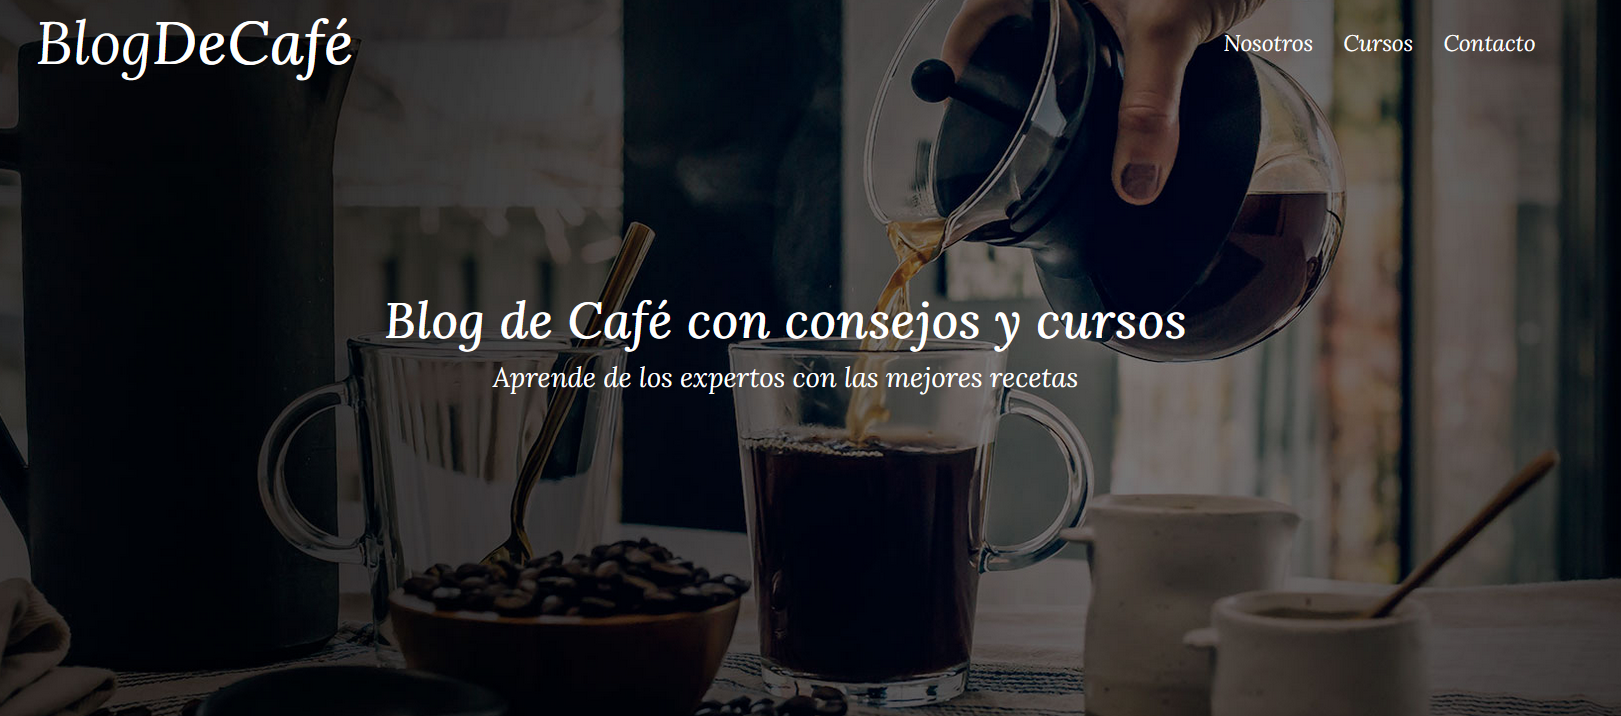 BlogDeCafé
Nosotros Cursos Contacto
Blog de Café con consejos y cursos
Aprende de los expertos con las mejores recetas